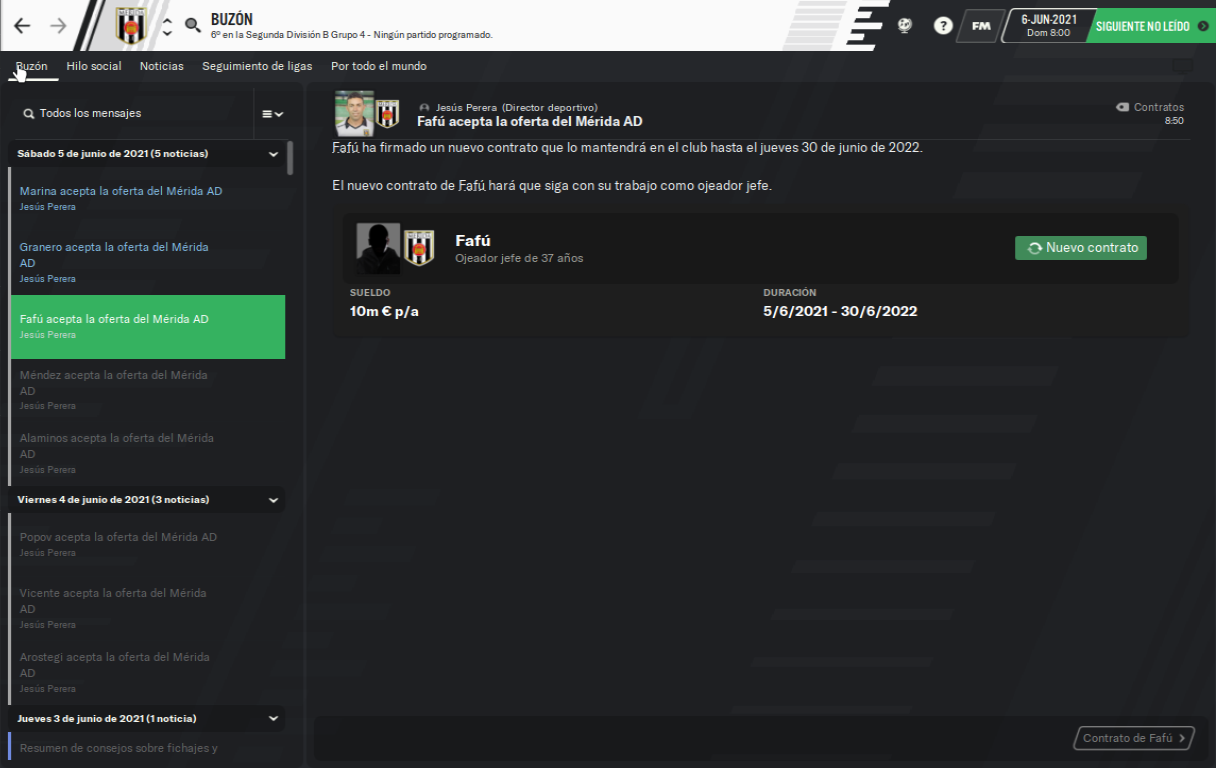 BUZÓN
6º en la Segunda División B Grupo 4 - Ningún partido programado.
FM
6-JUN-2021
Dom 8:00
SIGUIENTE NO LEÍDO
Buzón
Hilo social
Noticias
Seguimiento de ligas
Por todo el mundo
Todos los mensajes
Sábado 5 de junio de 2021 (5 noticias)
Marina acepta la oferta del Mérida AD
Jesús Perera
Granero acepta la oferta del Mérida
AD
Jesús Perera
Fafú acepta la oferta del Mérida AD
Jesús Perera
Méndez acepta la oferta del Mérida
AD
Jesús Perera
Alaminos acepta la oferta del Mérida
AD
Jesús Perera
Viernes 4 de junio de 2021 (3 noticias)
Popov acepta la oferta del Mérida AD
Jesús Perera
Vicente acepta la oferta del Mérida
AD
Jesús Perera
Arostegi acepta la oferta del Mérida
AD
Jesús Perera
Jueves 3 de junio de 2021 (1 noticia)
Resumen de consejos sobre fichajes y
Jesús Perera (Director deportivo)
Fafú acepta la oferta del Mérida AD
Contratos
8:50
Fafú ha firmado un nuevo contrato que lo mantendrá en el club hasta el jueves 30 de junio de 2022.
El nuevo contrato de Fafú hará que siga con su trabajo como ojeador jefe.
Fafú
Ojeador jefe de 37 años
Nuevo contrato
SUELDO
10m € p/a
DURACIÓN
5/6/2021 - 30/6/2022
Contrato de Fafú